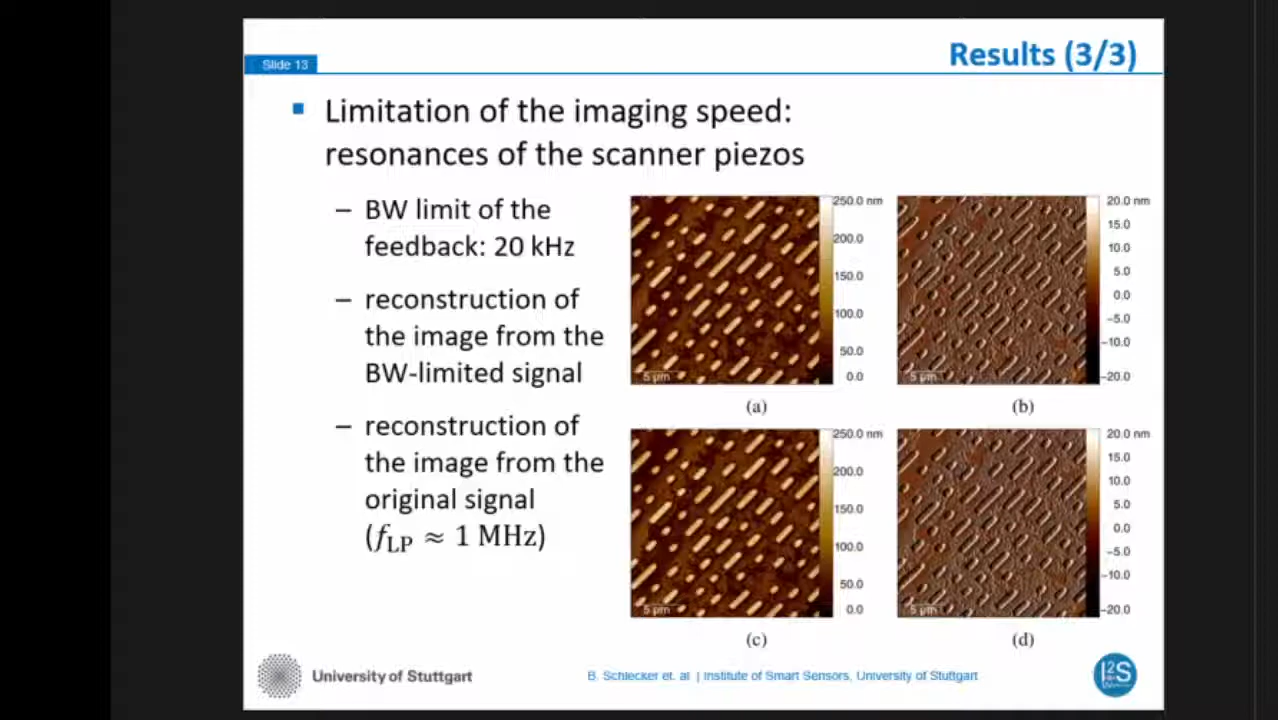 Results (3/3)
Slide 13
Limitation of the imaging speed:
resonances of the scanner piezos
– BW limit of the
feedback: 20 kHz
– reconstruction of
the image from the
BW-limited signal
– reconstruction of
the image from the
original signal
(fLP ≈ 1 MHz)
250.0 nm
200.0
150.0
100.0
50.0
0.0
5 µm
(a)
20.0 nm
15.0
10.0
5.0
0.0
−5.0
−10.0
−20.0
5 µm
(b)
250.0 nm
200.0
150.0
100.0
50.0
0.0
5 µm
(c)
20.0 nm
15.0
10.0
5.0
0.0
−5.0
−10.0
−20.0
5 µm
(d)
University of Stuttgart
B. Schlecker et. al | Institute of Smart Sensors, University of Stuttgart
I2S